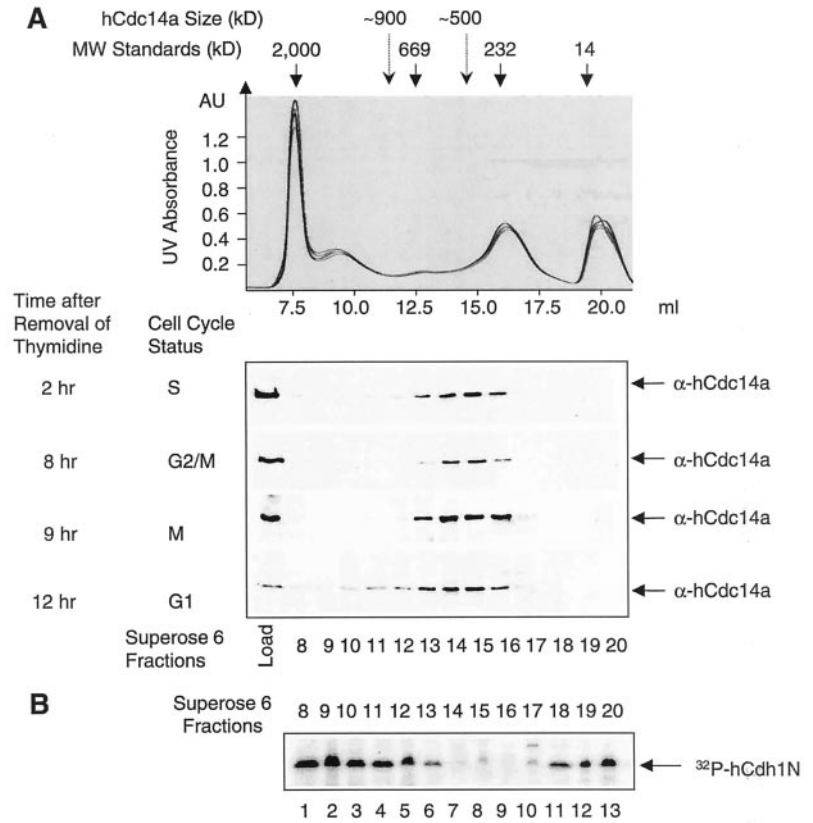 A
hCdc14a Size (kD) ~900 ~500
MW Standards (kD) 2,000 669 232 14
AU
UV Absorbance
1.2
1.0
0.8
0.6
0.4
0.2
7.5 10.0 12.5 15.0 17.5 20.0 ml
Time after
Removal of
Thymidine
Cell Cycle
Status
2 hr S α-hCdc14a
8 hr G2/M α-hCdc14a
9 hr M α-hCdc14a
12 hr G1 α-hCdc14a
Superose 6
Fractions
Load 8 9 10 11 12 13 14 15 16 17 18 19 20
B
Superose 6
Fractions
8 9 10 11 12 13 14 15 16 17 18 19 20
³²P-hCdh1N
1 2 3 4 5 6 7 8 9 10 11 12 13